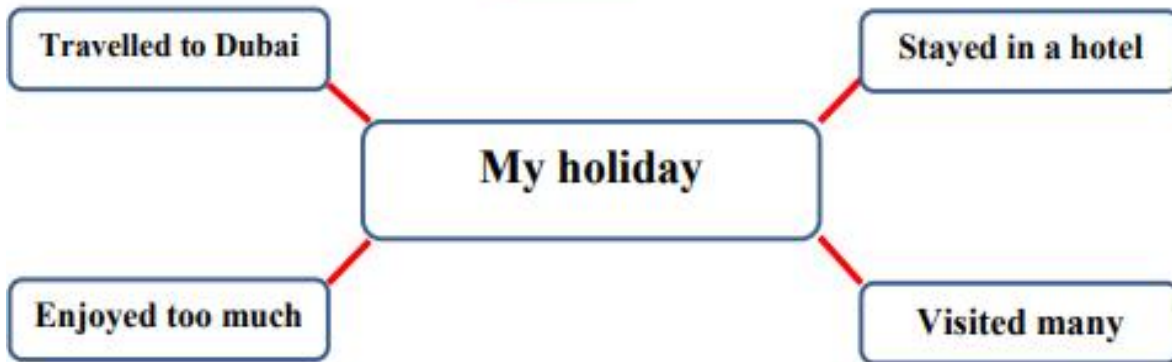 Travelled to Dubai
Stayed in a hotel
My holiday
Enjoyed too much
Visited many